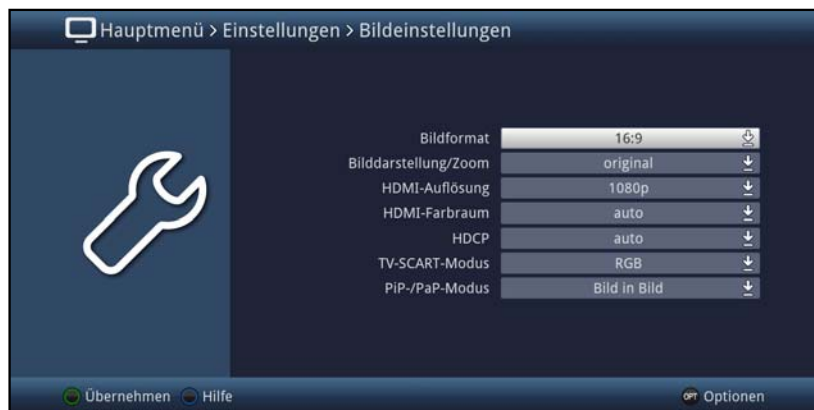 Hauptmenü > Einstellungen > Bildeinstellungen
Bildformat 16:9
Bilddarstellung/Zoom original
HDMI-Auflösung 1080p
HDMI-Farbraum auto
HDCP auto
TV-SCART-Modus RGB
PiP-/PaP-Modus Bild in Bild
Übernehmen Hilfe OPT Optionen